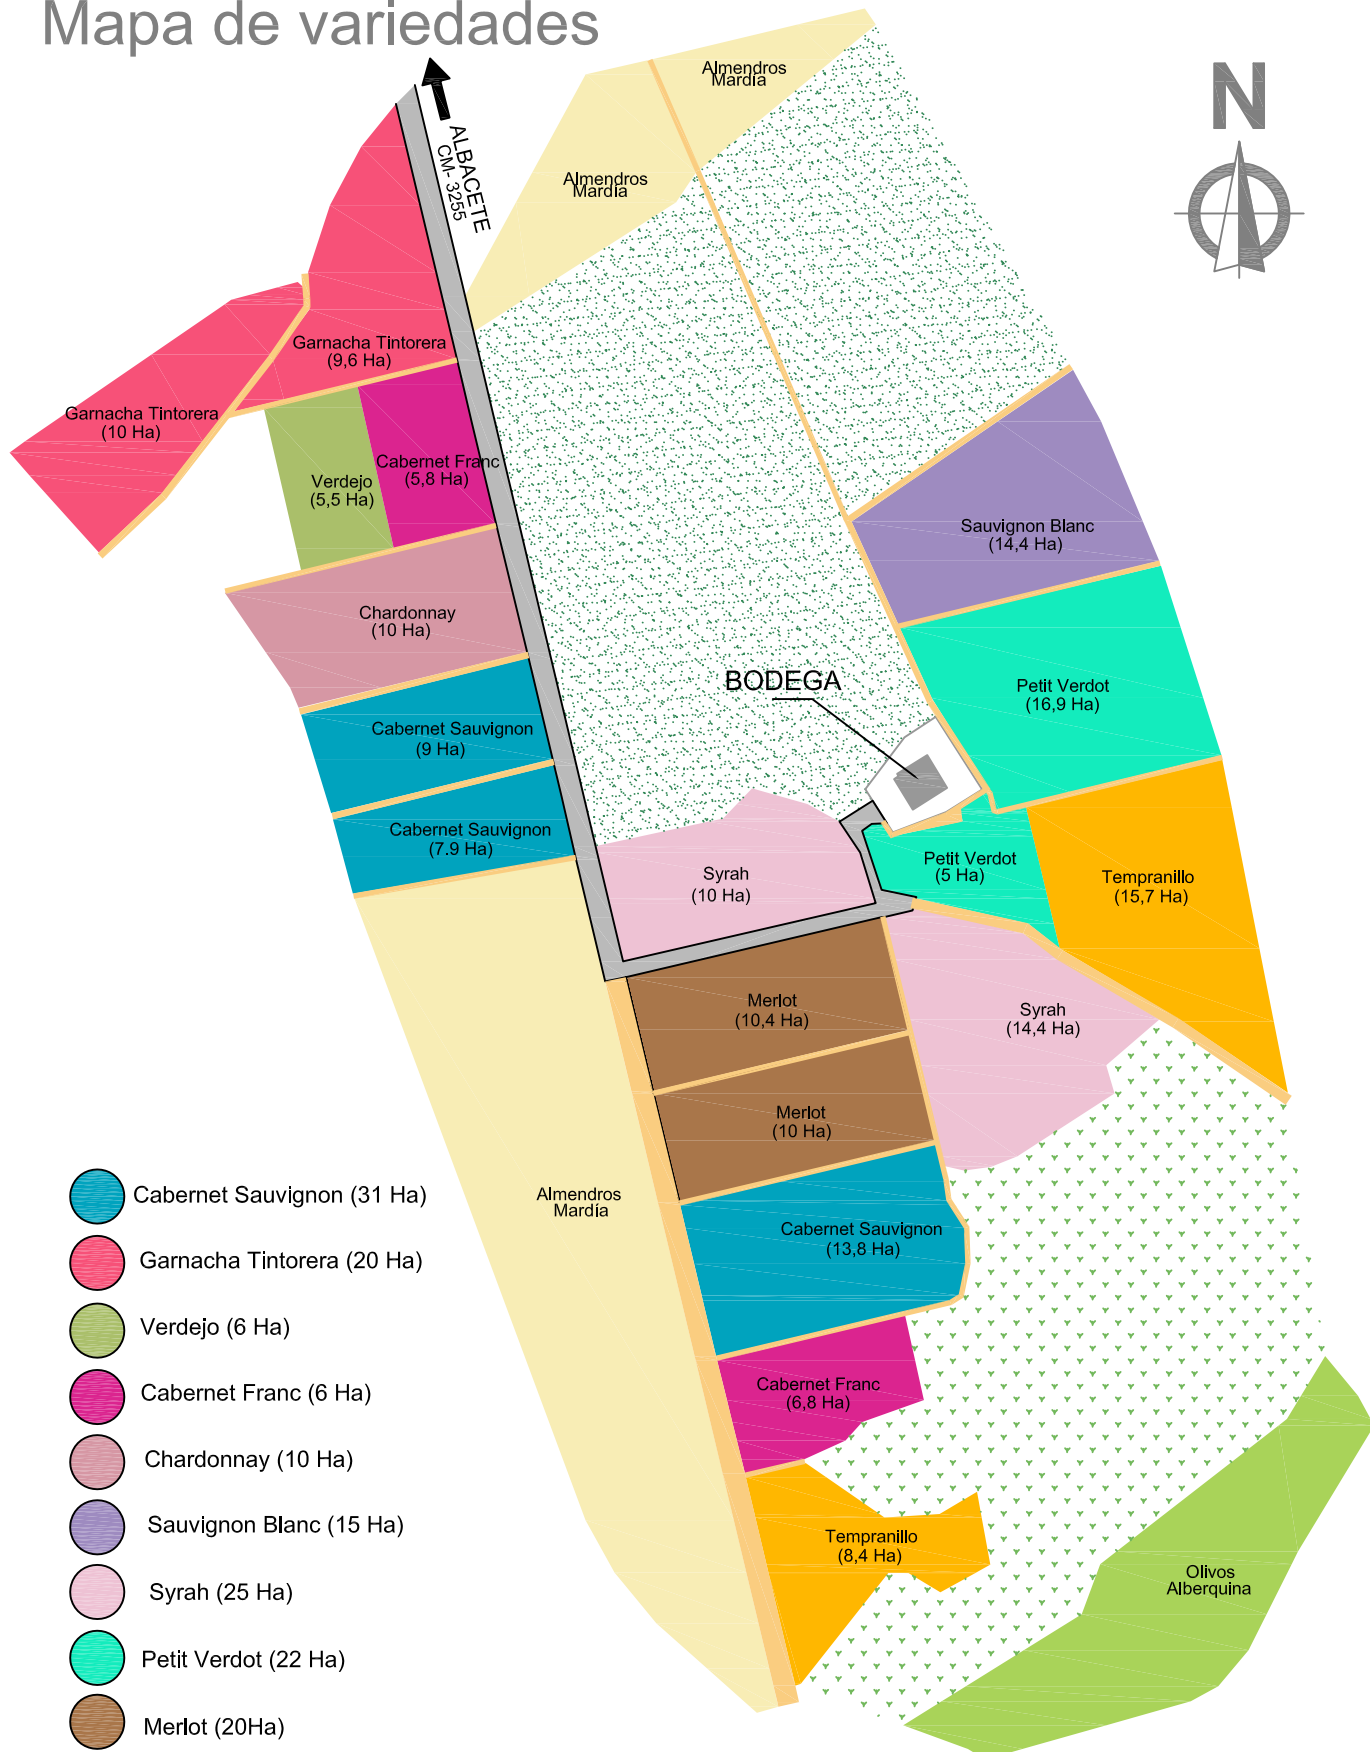 Mapa de variedades
N
ALBACETE
CM- 3255
Almendros
Mardía
Almendros
Mardía
Garnacha Tintorera
(9,6 Ha)
Garnacha Tintorera
(10 Ha)
Cabernet Franc
(5,8 Ha)
Verdejo
(5,5 Ha)
Sauvignon Blanc
(14,4 Ha)
Chardonnay
(10 Ha)
BODEGA
Petit Verdot
(16,9 Ha)
Cabernet Sauvignon
(9 Ha)
Cabernet Sauvignon
(7.9 Ha)
Syrah
(10 Ha)
Petit Verdot
(5 Ha)
Tempranillo
(15,7 Ha)
Merlot
(10,4 Ha)
Syrah
(14,4 Ha)
Merlot
(10 Ha)
Almendros
Mardía
Cabernet Sauvignon
(13,8 Ha)
Cabernet Franc
(6,8 Ha)
Tempranillo
(8,4 Ha)
Olivos
Alberquina
Cabernet Sauvignon (31 Ha)
Garnacha Tintorera (20 Ha)
Verdejo (6 Ha)
Cabernet Franc (6 Ha)
Chardonnay (10 Ha)
Sauvignon Blanc (15 Ha)
Syrah (25 Ha)
Petit Verdot (22 Ha)
Merlot (20Ha)